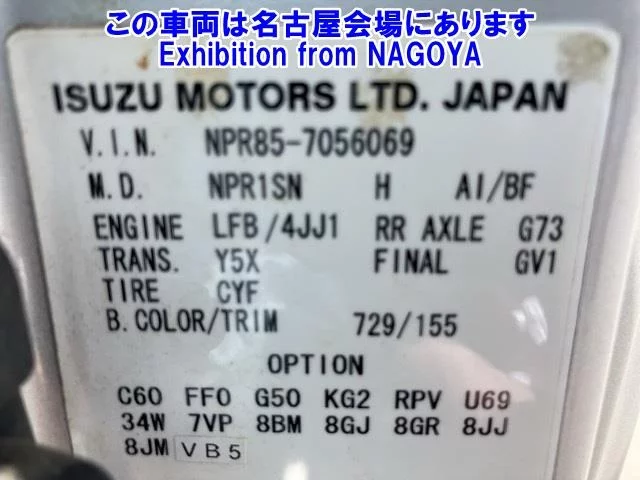 この車両は名古屋会場にあります
Exhibition from NAGOYA
ISUZU MOTORS LTD. JAPAN
V.I.N. NPR85-7056069
M.D. NPR1SN H AI/BF
ENGINE LFB/4JJ1 RR AXLE G73
TRANS. Y5X FINAL GV1
TIRE CYF
B.COLOR/TRIM 729/155
OPTION
C60 FF0 G50 KG2 RPV U69
34W 7VP 8BM 8GJ 8GR 8JJ
8JM VB5